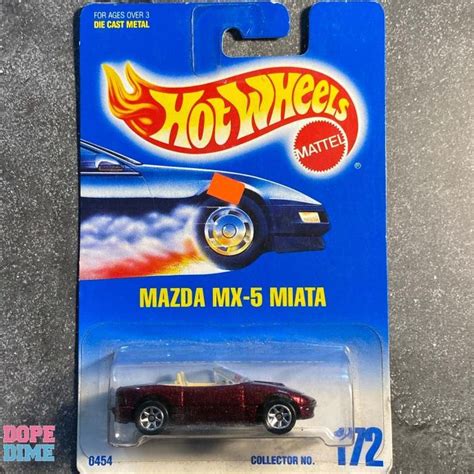 FOR AGES OVER 3
DIE CAST METAL
HOT WHEELS
MATTEL
®
MAZDA MX-5 MIATA
0454
COLLECTOR NO.
172
DOPE
DIME